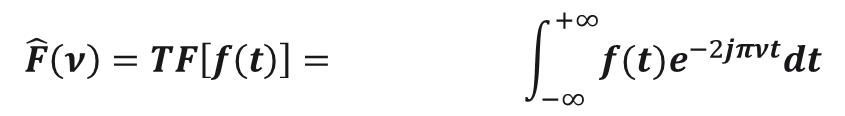 F̂(ν) = TF[f(t)] = ∫_{-∞}^{+∞} f(t)e^{-2jπνt}dt